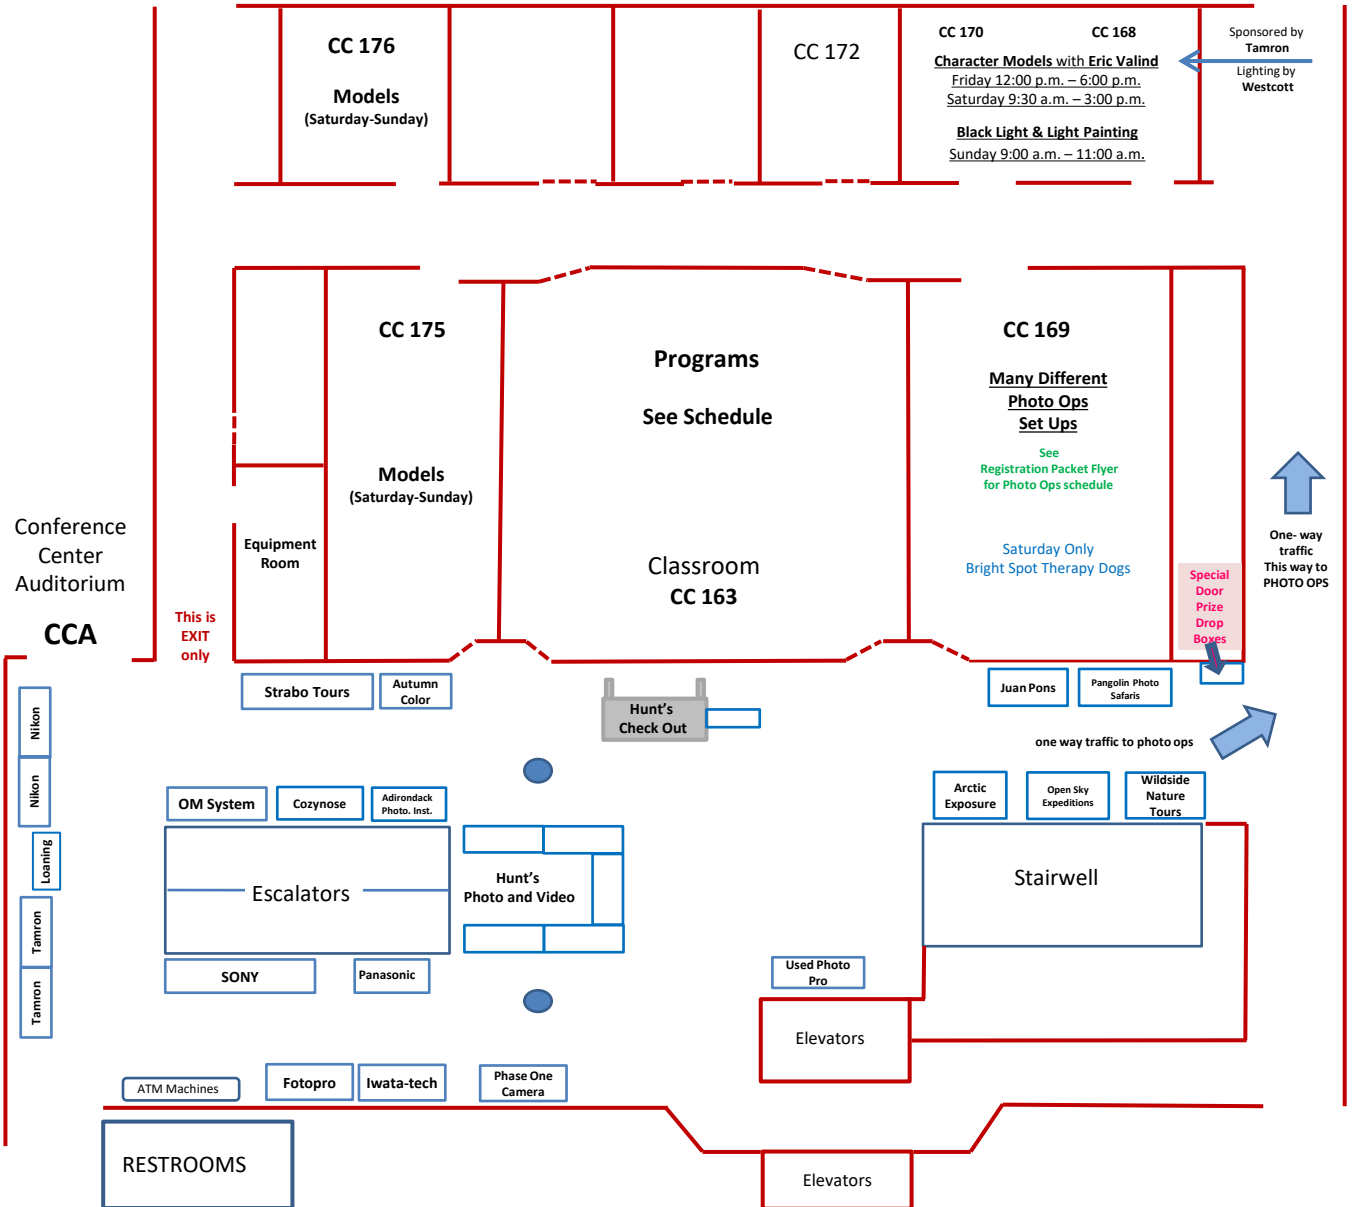 CC 176
Models
(Saturday-Sunday)
CC 172
CC 170
CC 168
Character Models with Eric Valind
Friday 12:00 p.m. – 6:00 p.m.
Saturday 9:30 a.m. – 3:00 p.m.
Black Light & Light Painting
Sunday 9:00 a.m. – 11:00 a.m.
Sponsored by
Tamron
Lighting by
Westcott
CC 175
Models
(Saturday-Sunday)
Programs
See Schedule
Classroom
CC 163
CC 169
Many Different
Photo Ops
Set Ups
See
Registration Packet Flyer
for Photo Ops schedule
Saturday Only
Bright Spot Therapy Dogs
Special
Door
Prize
Drop
Boxes
One- way
traffic
This way to
PHOTO OPS
Equipment
Room
Conference
Center
Auditorium
CCA
This is
EXIT
only
Strabo Tours
Autumn
Color
Hunt's
Check Out
Juan Pons
Pangolin Photo
Safaris
one way traffic to photo ops
Nikon
Nikon
Loaning
Tamron
Tamron
OM System
Cozynose
Adirondack
Photo. Inst.
Escalators
Hunt's
Photo and Video
Arctic
Exposure
Open Sky
Expeditions
Wildside
Nature
Tours
Stairwell
SONY
Panasonic
Used Photo
Pro
Elevators
ATM Machines
Fotopro
Iwata-tech
Phase One
Camera
RESTROOMS
Elevators